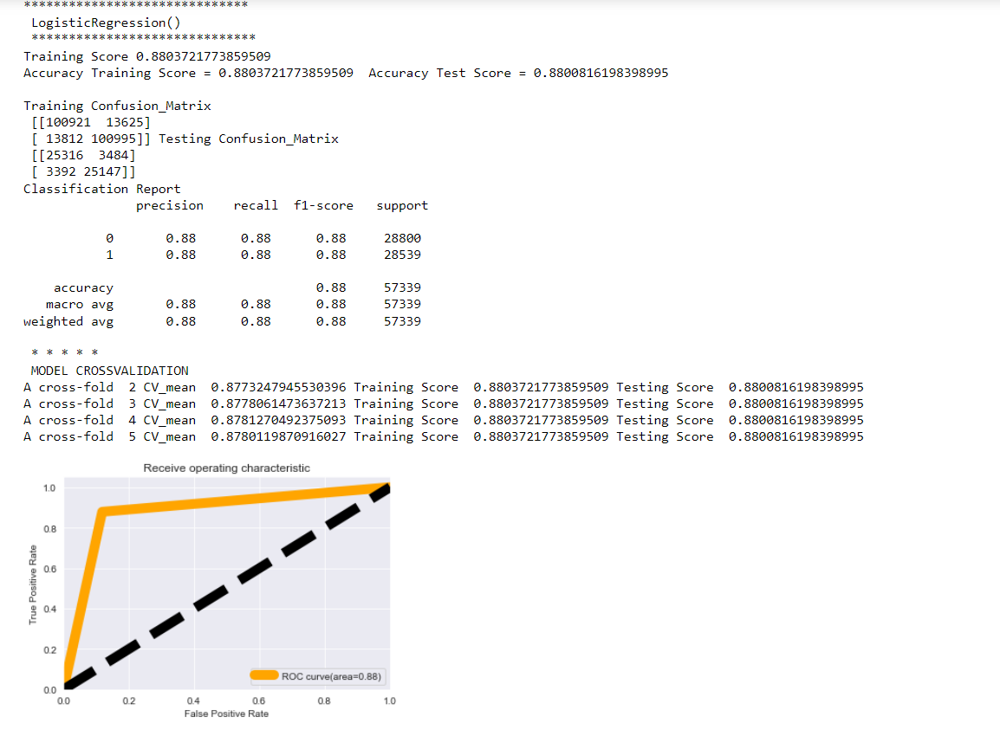 ******************************
LogisticRegression()
******************************
Training Score 0.8803721773859509
Accuracy Training Score = 0.8803721773859509  Accuracy Test Score = 0.8800816198398995
Training Confusion_Matrix
[[100921  13625]
[ 13812 100995]] Testing Confusion_Matrix
[[25316  3484]
[ 3392 25147]]
Classification Report
precision    recall  f1-score   support
0       0.88      0.88      0.88     28800
1       0.88      0.88      0.88     28539
accuracy                           0.88     57339
macro avg       0.88      0.88      0.88     57339
weighted avg       0.88      0.88      0.88     57339
* * * * *
MODEL CROSSVALIDATION
A cross-fold  2 CV_mean  0.8773247945530396 Training Score  0.8803721773859509 Testing Score  0.8800816198398995
A cross-fold  3 CV_mean  0.8778061473637213 Training Score  0.8803721773859509 Testing Score  0.8800816198398995
A cross-fold  4 CV_mean  0.8781270492375093 Training Score  0.8803721773859509 Testing Score  0.8800816198398995
A cross-fold  5 CV_mean  0.8780119870916027 Training Score  0.8803721773859509 Testing Score  0.8800816198398995
Receive operating characteristic
1.0
0.8
0.6
0.4
0.2
0.0
True Positive Rate
ROC curve(area=0.88)
0.0 0.2 0.4 0.6 0.8 1.0
False Positive Rate